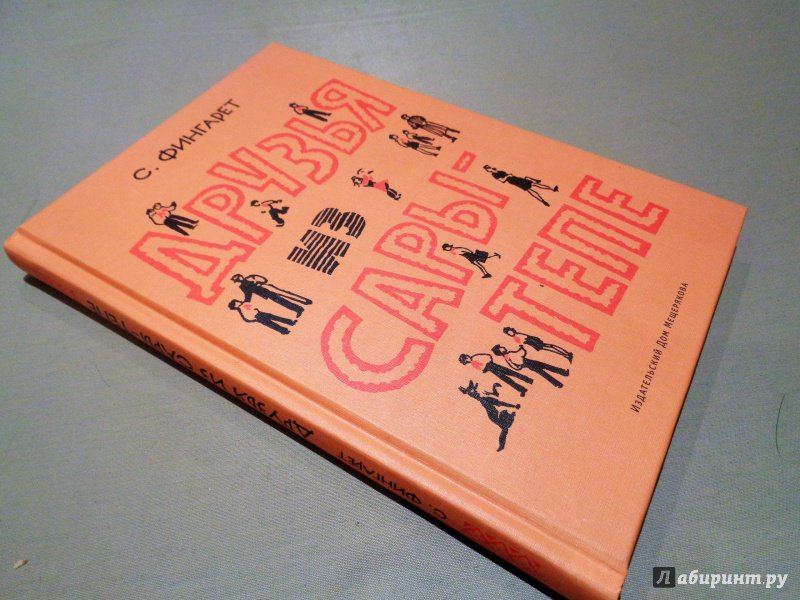 С. ФИНГАРЕТ
ДРУЗЬЯ
ИЗ
САРЫ-
ТЕПЕ
ИЗДАТЕЛЬСКИЙ ДОМ МЕЩЕРЯКОВА
С. ФИНГАРЕТ ДРУЗЬЯ ИЗ САРЫ-ТЕПЕ
Лабиринт.ру